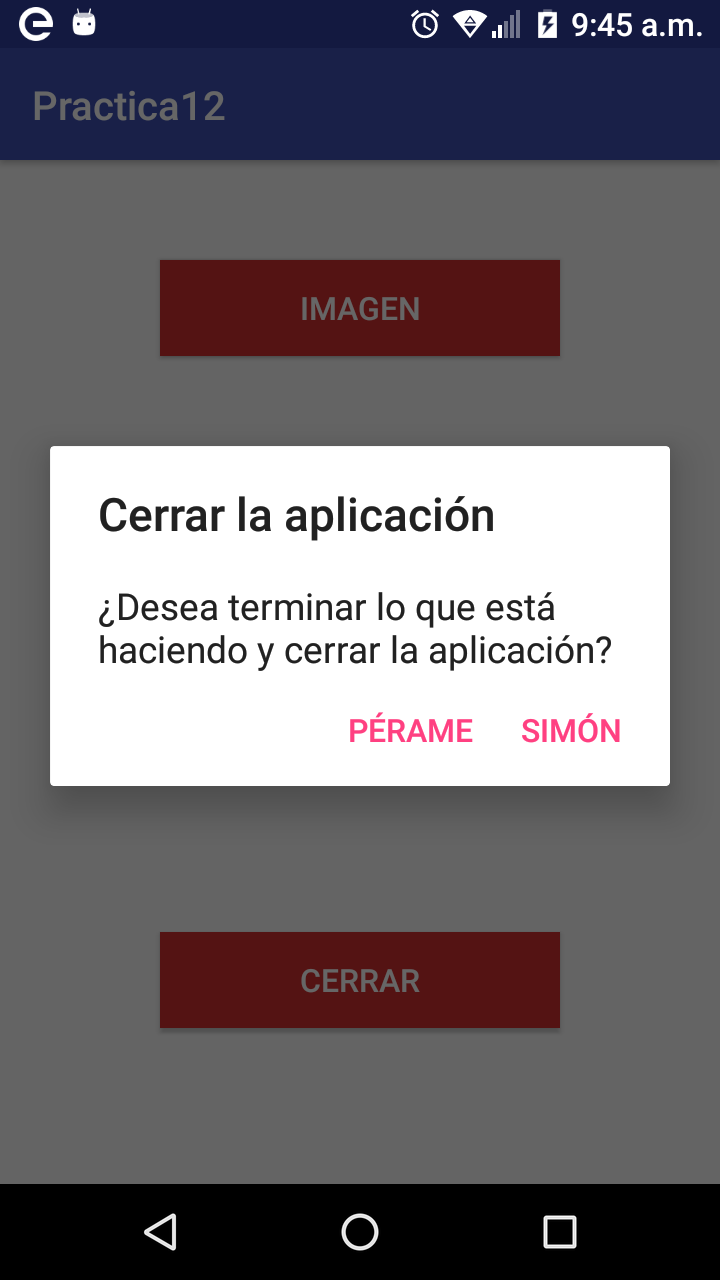 9:45 a.m.
Practica12
IMAGEN
Cerrar la aplicación
¿Desea terminar lo que está
haciendo y cerrar la aplicación?
PÉRAME SIMÓN
CERRAR